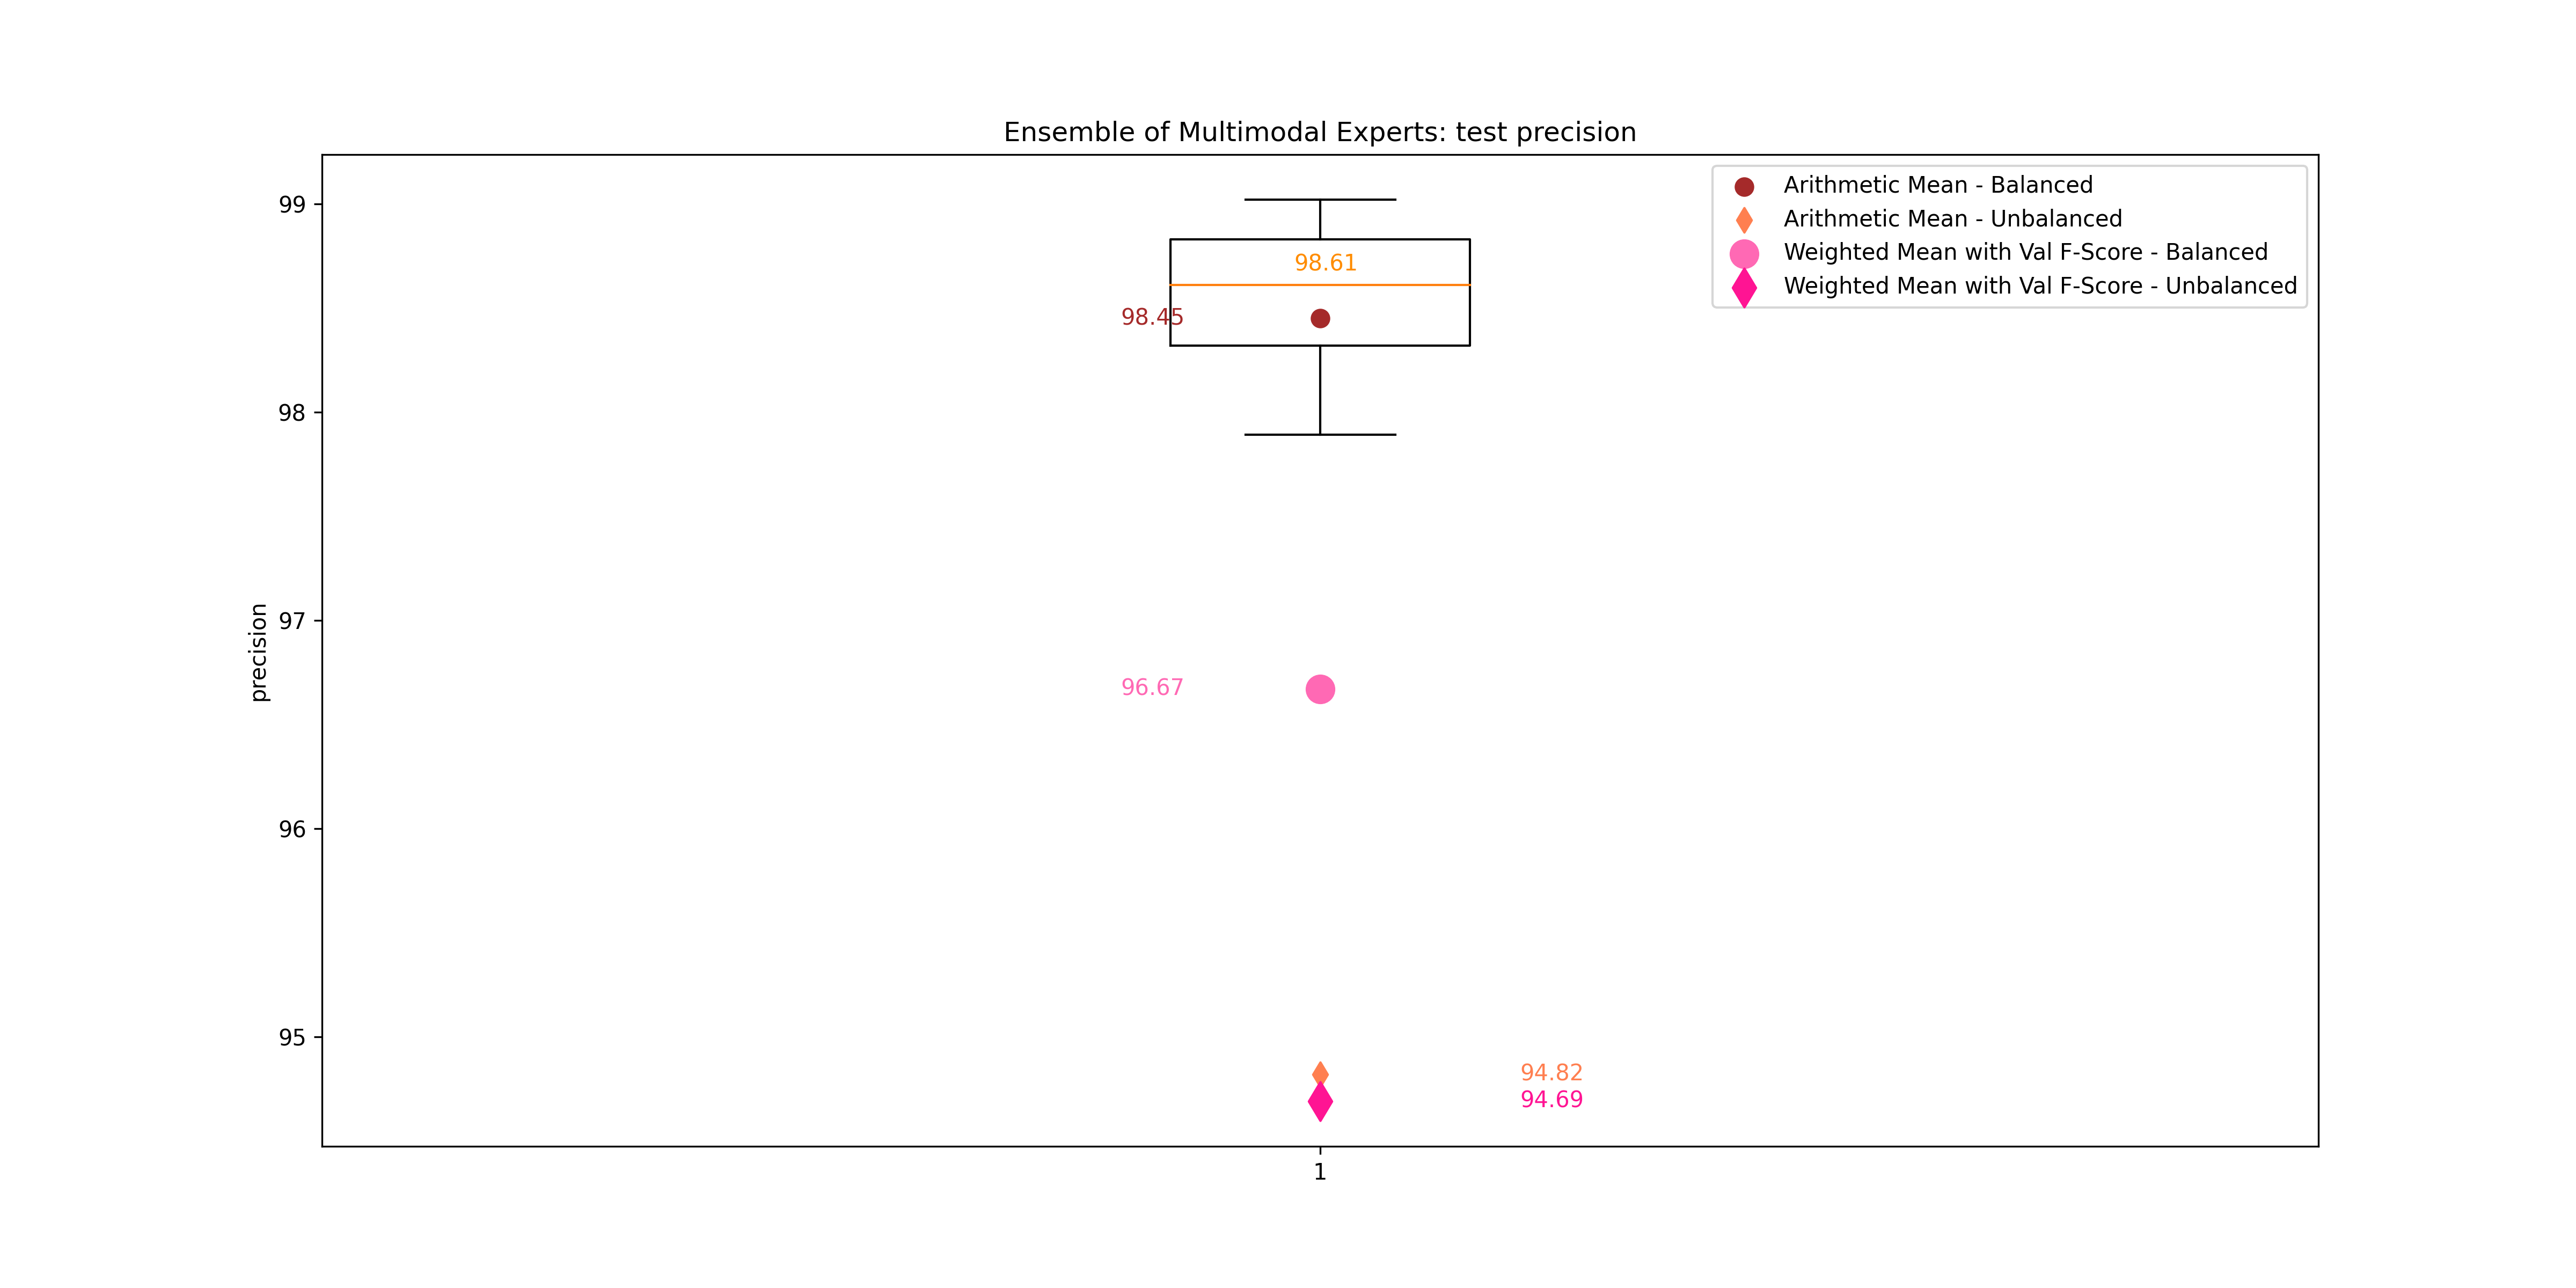 Ensemble of Multimodal Experts: test precision
Arithmetic Mean - Balanced
Arithmetic Mean - Unbalanced
Weighted Mean with Val F-Score - Balanced
Weighted Mean with Val F-Score - Unbalanced
99
98
97
96
95
precision
98.61
98.45
96.67
94.82
94.69
1